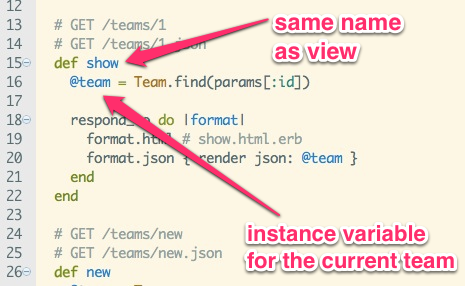 12
13 # GET /teams/1
14 # GET /teams/1.json
15 def show
16 @team = Team.find(params[:id])
17
18 respond_to do |format|
19 format.html # show.html.erb
20 format.json { render json: @team }
21 end
22 end
23
24 # GET /teams/new
25 # GET /teams/new.json
26 def new
same name
as view
instance variable
for the current team